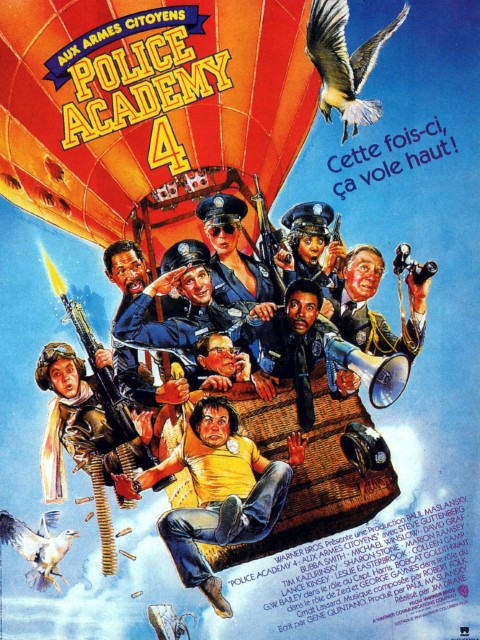 AUX ARMES CITOYENS
POLICE
ACADEMY
4
Cette fois-ci,
ça vole haut!
WARNER BROS. Présente une Production PAUL MASLANSKY
"POLICE ACADEMY 4: AUX ARMES CITOYENS" avec STEVE GUTTENBERG
BUBBA SMITH - MICHAEL WINSLOW - DAVID GRAF
TIM KAZURINSKY - SHARON STONE - MARION RAMSEY
LANCE KINSEY - LESLIE EASTERBROOK - COLLEEN CAMP
G.W. BAILEY dans le rôle du Capt. Harris, BOBCAT GOLDTHWAIT
dans le rôle de Zed et GEORGE GAYNES dans le rôle du
Cmdt Lassard. Musique composée par ROBERT FOLK
Ecrit par GENE QUINTANO. Produit par PAUL MASLANSKY
Réalisé par JIM DRAKE